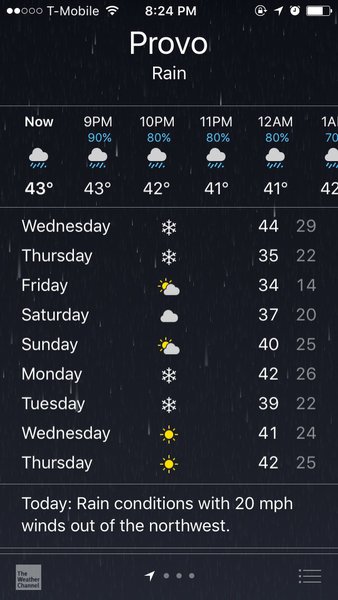 T-Mobile 8:24 PM
Provo
Rain
Now 9PM 10PM 11PM 12AM 1A
90% 80% 80% 80% 70
43° 43° 42° 41° 41° 42
Wednesday 44 29
Thursday 35 22
Friday 34 14
Saturday 37 20
Sunday 40 25
Monday 42 26
Tuesday 39 22
Wednesday 41 24
Thursday 42 25
Today: Rain conditions with 20 mph
winds out of the northwest.
The
Weather
Channel